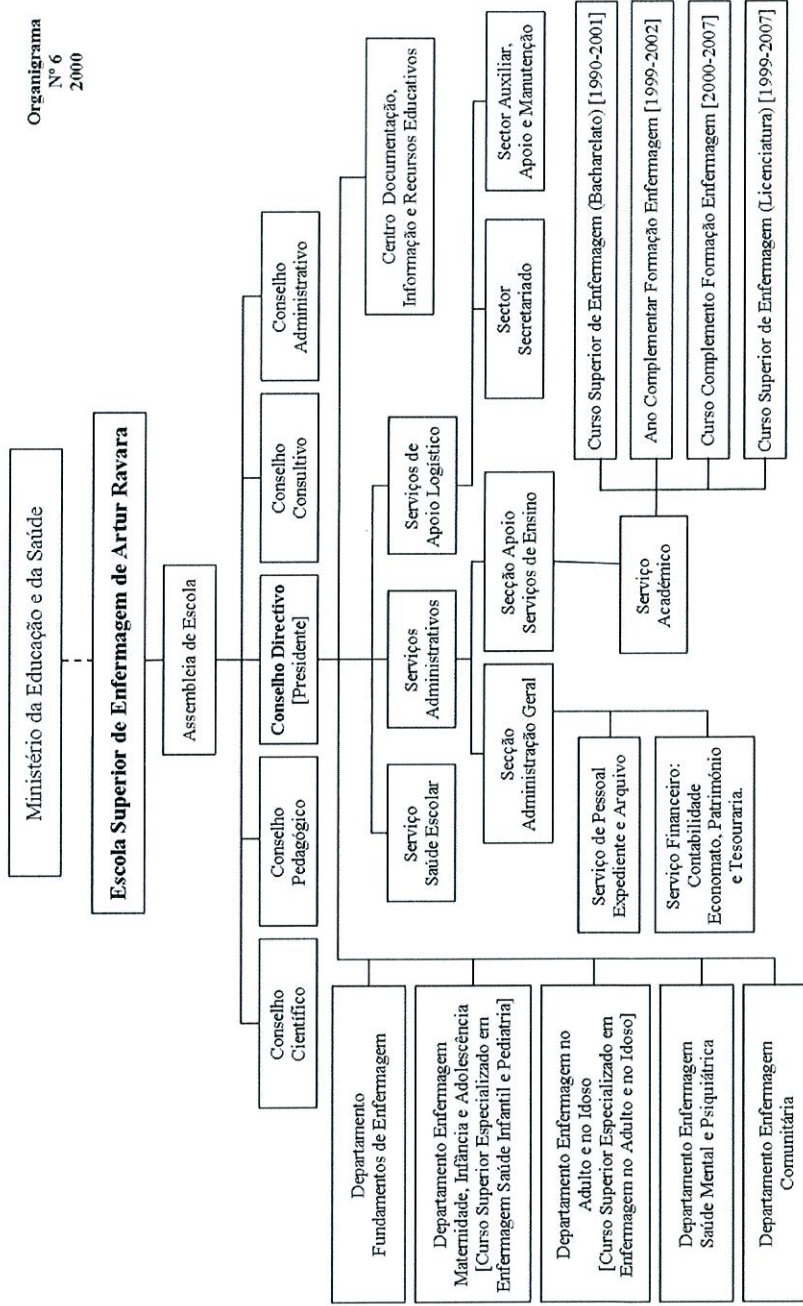 Organigrama
Nº 6
2000
Ministério da Educação e da Saúde
Escola Superior de Enfermagem de Artur Ravara
Assembleia de Escola
Conselho
Científico
Conselho
Pedagógico
Conselho Directivo
[Presidente]
Conselho
Consultivo
Conselho
Administrativo
Centro Documentação,
Informação e Recursos Educativos
Serviço
Saúde Escolar
Serviços
Administrativos
Serviços de
Apoio Logístico
Secção
Administração Geral
Secção Apoio
Serviços de Ensino
Sector
Secretariado
Sector Auxiliar,
Apoio e Manutenção
Serviço de Pessoal
Expediente e Arquivo
Serviço Financeiro:
Contabilidade
Economato, Património
e Tesouraria.
Serviço
Académico
Curso Superior de Enfermagem (Bacharelato) [1990-2001]
Ano Complementar Formação Enfermagem [1999-2002]
Curso Complemento Formação Enfermagem [2000-2007]
Curso Superior de Enfermagem (Licenciatura) [1999-2007]
Departamento
Fundamentos de Enfermagem
Departamento Enfermagem
Maternidade, Infância e Adolescência
[Curso Superior Especializado em
Enfermagem Saúde Infantil e Pediatria]
Departamento Enfermagem no
Adulto e no Idoso
[Curso Superior Especializado em
Enfermagem no Adulto e no Idoso]
Departamento Enfermagem
Saúde Mental e Psiquiátrica
Departamento Enfermagem
Comunitária